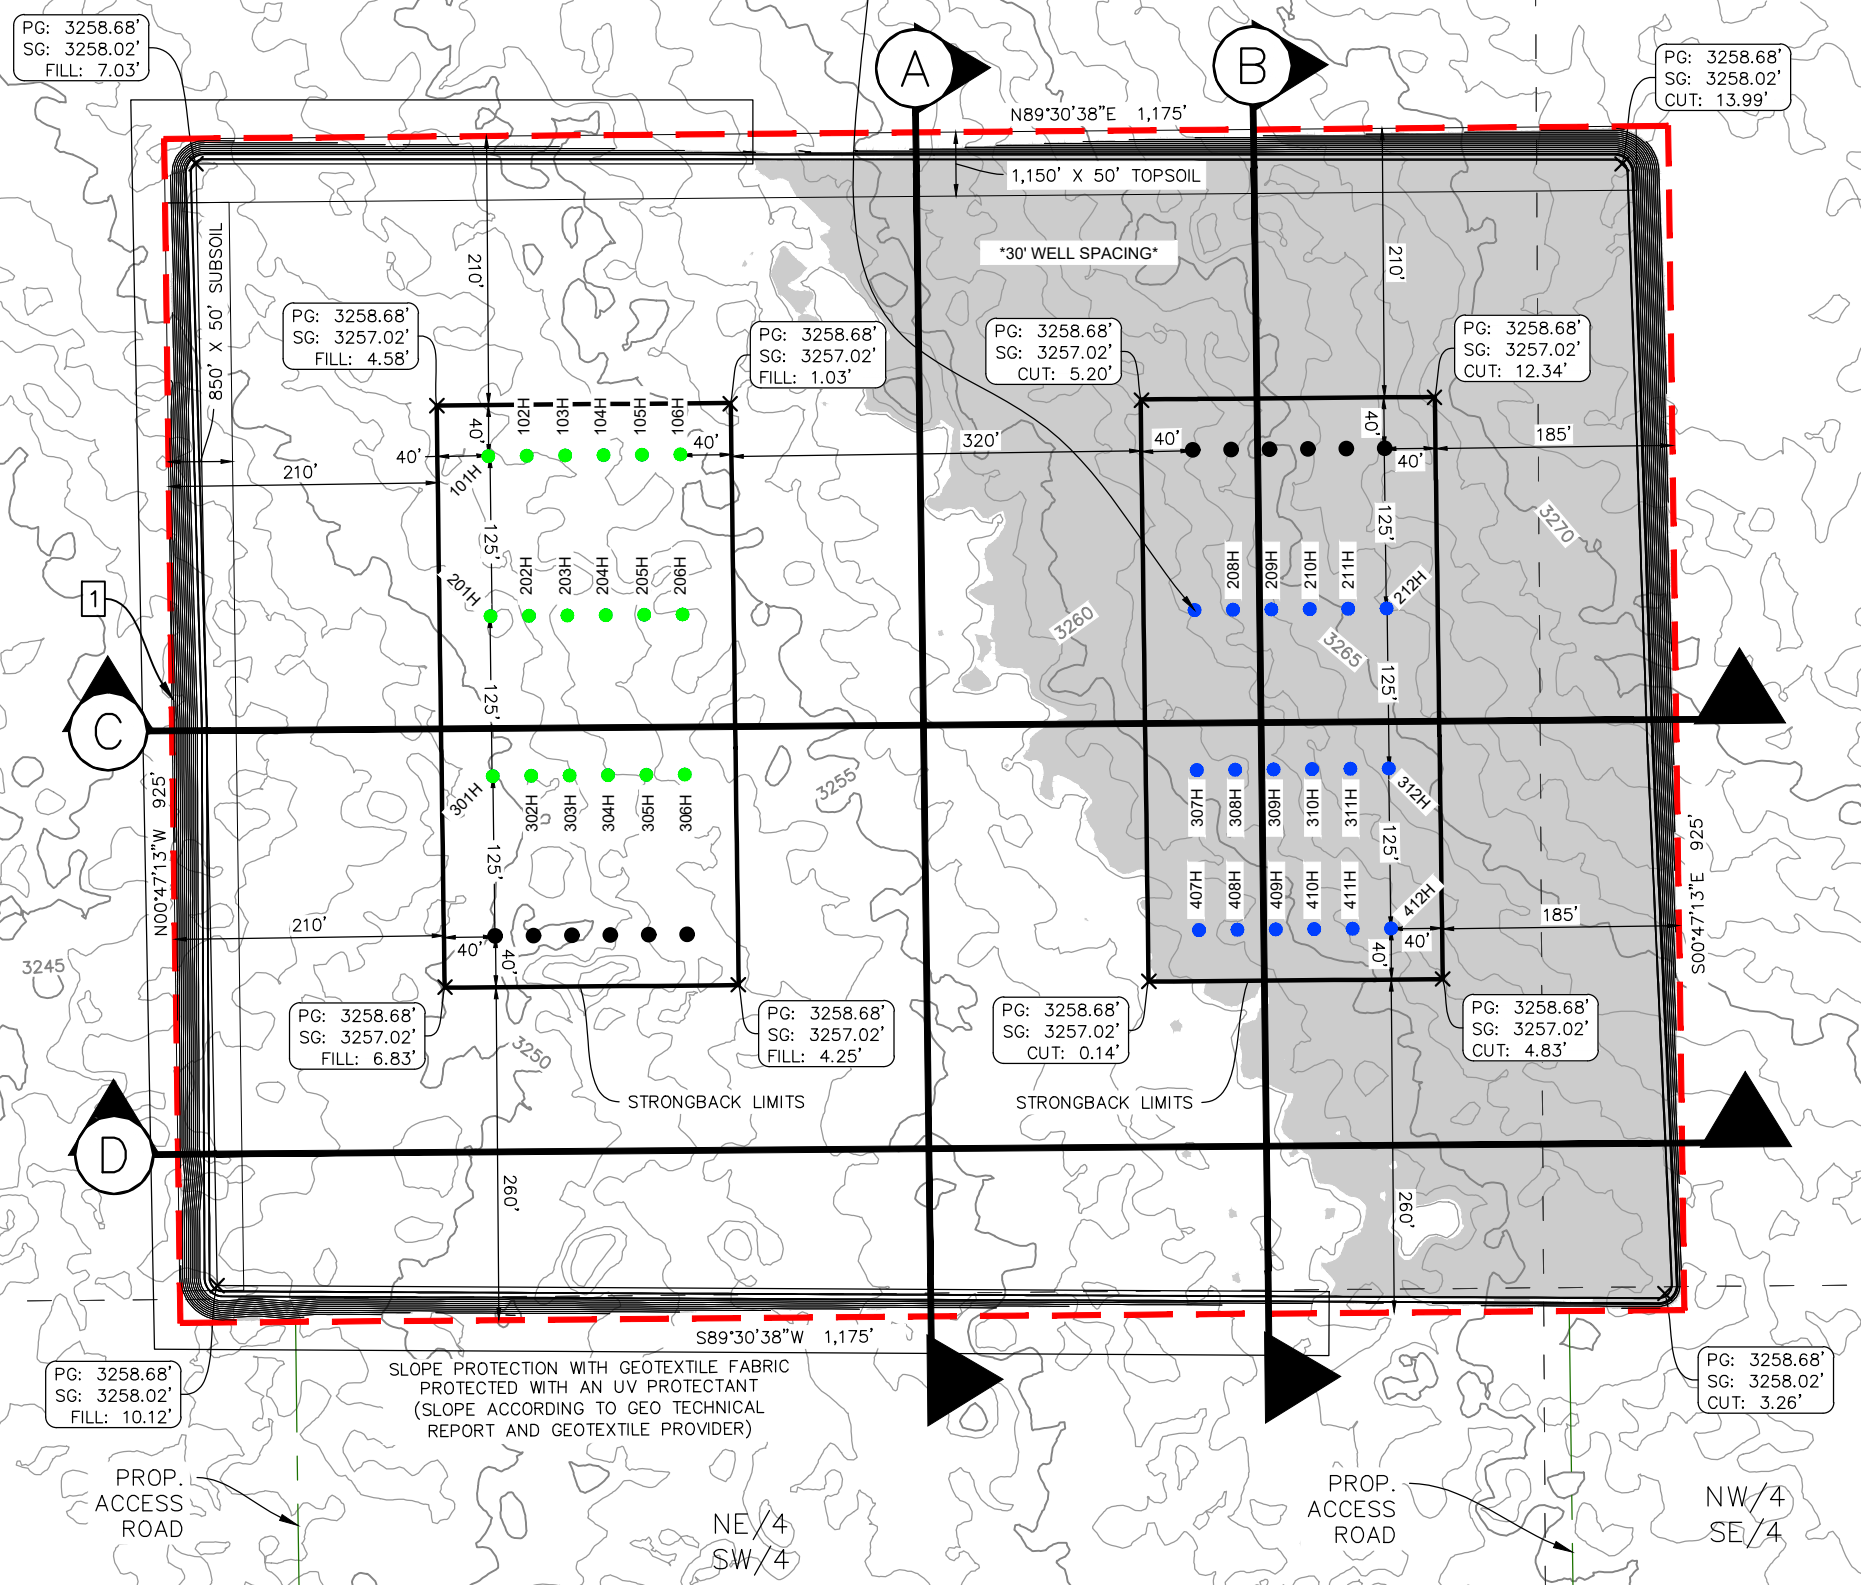 PG: 3258.68'
SG: 3258.02'
FILL: 7.03'
A
B
PG: 3258.68'
SG: 3258.02'
CUT: 13.99'
N89°30'38"E 1,175'
1,150' X 50' TOPSOIL
850' X 50' SUBSOIL
210'
*30' WELL SPACING*
210'
PG: 3258.68'
SG: 3257.02'
FILL: 4.58'
PG: 3258.68'
SG: 3257.02'
FILL: 1.03'
PG: 3258.68'
SG: 3257.02'
CUT: 5.20'
PG: 3258.68'
SG: 3257.02'
CUT: 12.34'
40'
102H
103H
104H
105H
106H
40'
40'
101H
210'
320'
40'
40'
40'
185'
125'
125'
3270
201H
202H
203H
204H
205H
206H
208H
209H
210H
211H
212H
1
3260
3265
125'
125'
C
3255
301H
302H
303H
304H
305H
306H
307H
308H
309H
310H
311H
312H
N00°47'13"W 925'
S00°47'13"E 925'
125'
125'
407H
408H
409H
410H
411H
412H
210'
40'
40'
40'
40'
185'
3245
PG: 3258.68'
SG: 3257.02'
FILL: 6.83'
3250
PG: 3258.68'
SG: 3257.02'
FILL: 4.25'
PG: 3258.68'
SG: 3257.02'
CUT: 0.14'
PG: 3258.68'
SG: 3257.02'
CUT: 4.83'
STRONGBACK LIMITS
STRONGBACK LIMITS
D
260'
260'
S89°30'38"W 1,175'
PG: 3258.68'
SG: 3258.02'
FILL: 10.12'
SLOPE PROTECTION WITH GEOTEXTILE FABRIC
PROTECTED WITH AN UV PROTECTANT
(SLOPE ACCORDING TO GEO TECHNICAL
REPORT AND GEOTEXTILE PROVIDER)
PG: 3258.68'
SG: 3258.02'
CUT: 3.26'
PROP.
ACCESS
ROAD
NE/4
SW/4
PROP.
ACCESS
ROAD
NW/4
SE/4